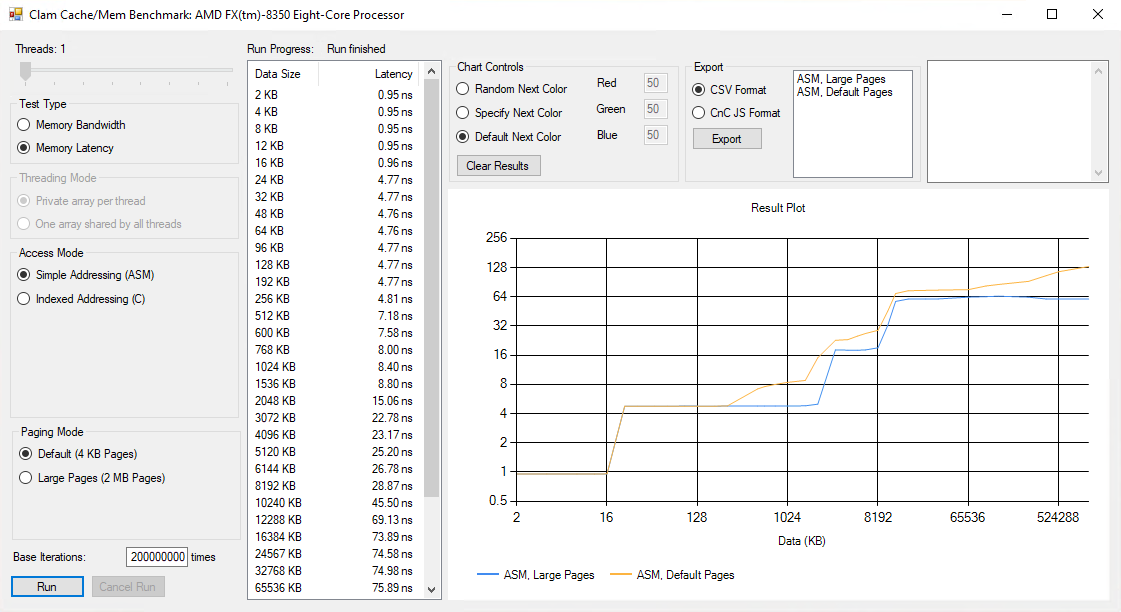 Clam Cache/Mem Benchmark: AMD FX(tm)-8350 Eight-Core Processor
Threads: 1
Test Type
Memory Bandwidth
Memory Latency
Threading Mode
Private array per thread
One array shared by all threads
Access Mode
Simple Addressing (ASM)
Indexed Addressing (C)
Paging Mode
Default (4 KB Pages)
Large Pages (2 MB Pages)
Base Iterations: 200000000 times
Run Cancel Run
Run Progress: Run finished
Data Size Latency
2 KB 0.95 ns
4 KB 0.95 ns
8 KB 0.95 ns
12 KB 0.95 ns
16 KB 0.96 ns
24 KB 4.77 ns
32 KB 4.77 ns
48 KB 4.76 ns
64 KB 4.76 ns
96 KB 4.77 ns
128 KB 4.77 ns
192 KB 4.77 ns
256 KB 4.81 ns
512 KB 7.18 ns
600 KB 7.58 ns
768 KB 8.00 ns
1024 KB 8.40 ns
1536 KB 8.80 ns
2048 KB 15.06 ns
3072 KB 22.78 ns
4096 KB 23.17 ns
5120 KB 25.20 ns
6144 KB 26.78 ns
8192 KB 28.87 ns
10240 KB 45.50 ns
12288 KB 69.13 ns
16384 KB 73.89 ns
24567 KB 74.58 ns
32768 KB 74.98 ns
65536 KB 75.89 ns
Chart Controls
Random Next Color Red 50
Specify Next Color Green 50
Default Next Color Blue 50
Clear Results
Export
CSV Format
CnC JS Format
Export
ASM, Large Pages
ASM, Default Pages
Result Plot
256
128
64
32
16
8
4
2
1
0.5
2 16 128 1024 8192 65536 524288
Data (KB)
ASM, Large Pages ASM, Default Pages